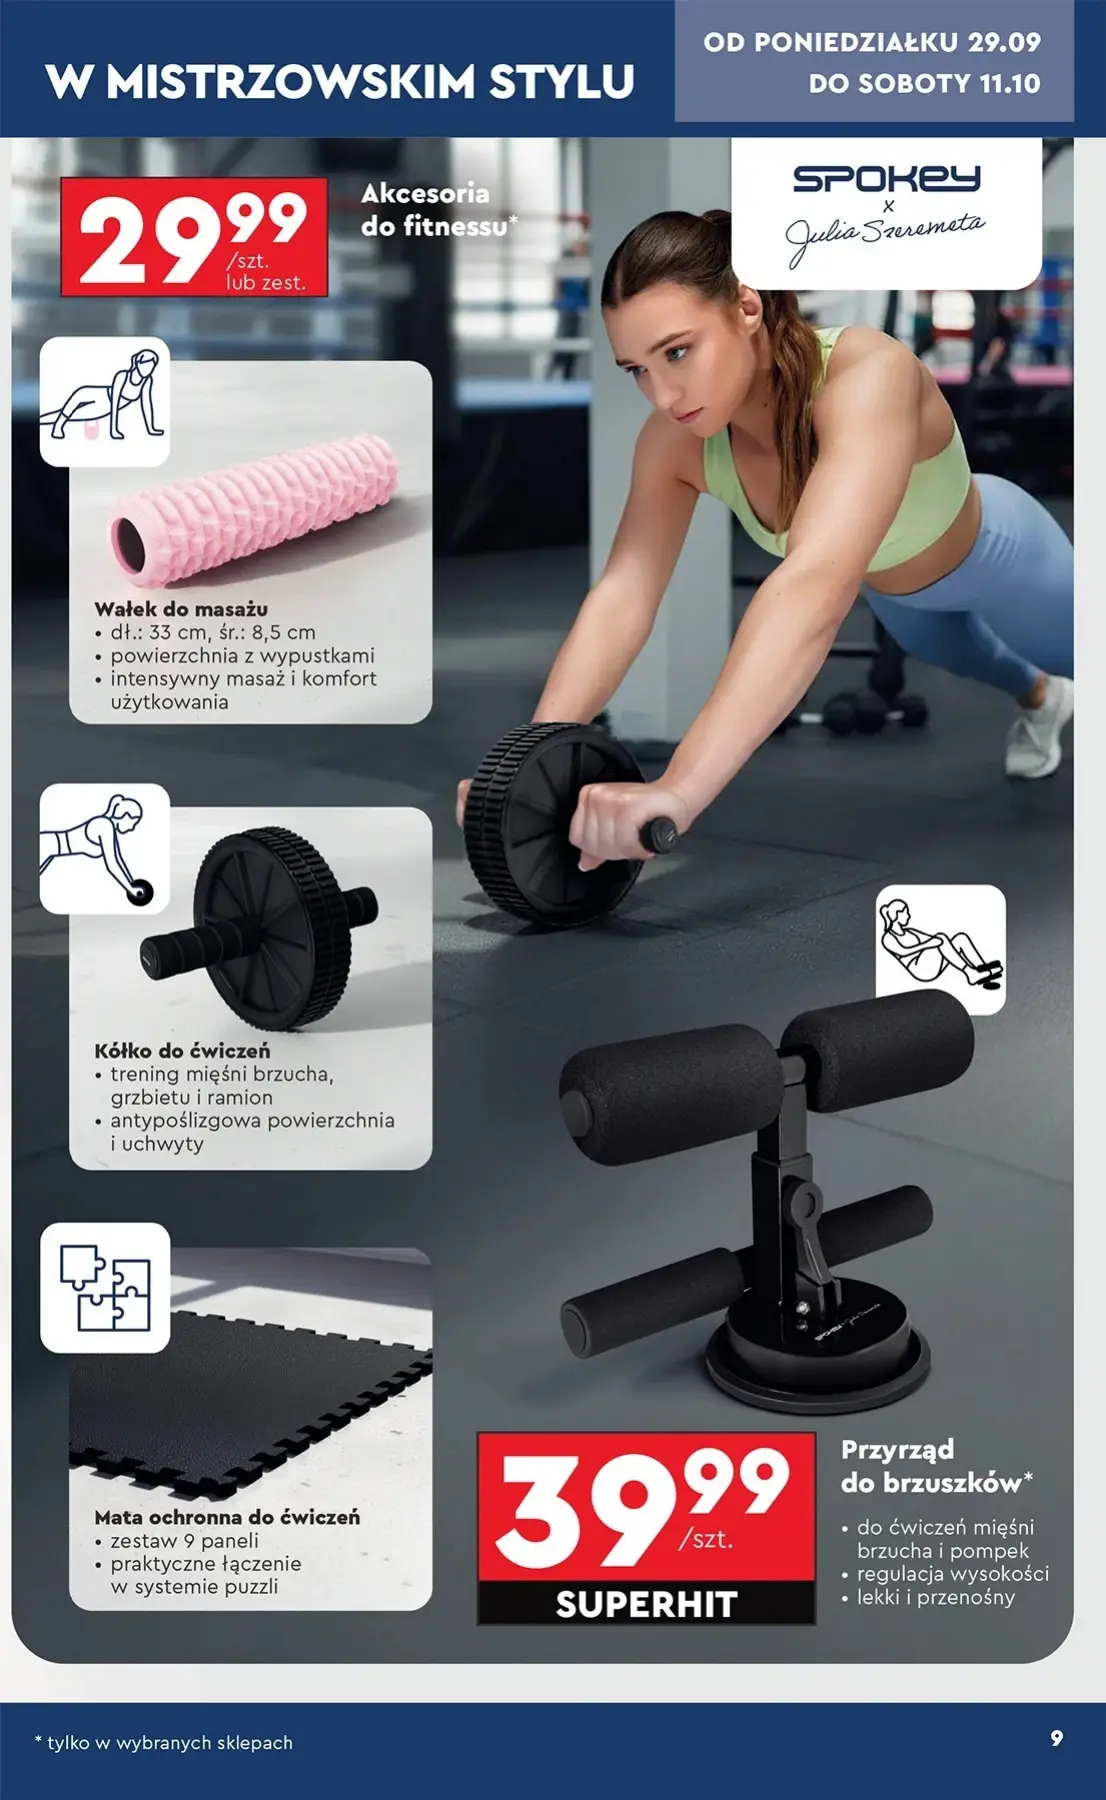 W MISTRZOWSKIM STYLU
OD PONIEDZIAŁKU 29.09
DO SOBOTY 11.10
SPOKEY
x
Julia Szeremeta
29 99
/szt.
lub zest.
Akcesoria
do fitnessu*
Wałek do masażu
• dł.: 33 cm, śr.: 8,5 cm
• powierzchnia z wypustkami
• intensywny masaż i komfort
użytkowania
Kółko do ćwiczeń
• trening mięśni brzucha,
grzbietu i ramion
• antypoślizgowa powierzchnia
i uchwyty
Mata ochronna do ćwiczeń
• zestaw 9 paneli
• praktyczne łączenie
w systemie puzzli
SPOKEY x Julia Szeremeta
39 99
/szt.
SUPERHIT
Przyrząd
do brzuszków*
• do ćwiczeń mięśni
brzucha i pompek
• regulacja wysokości
• lekki i przenośny
* tylko w wybranych sklepach
9